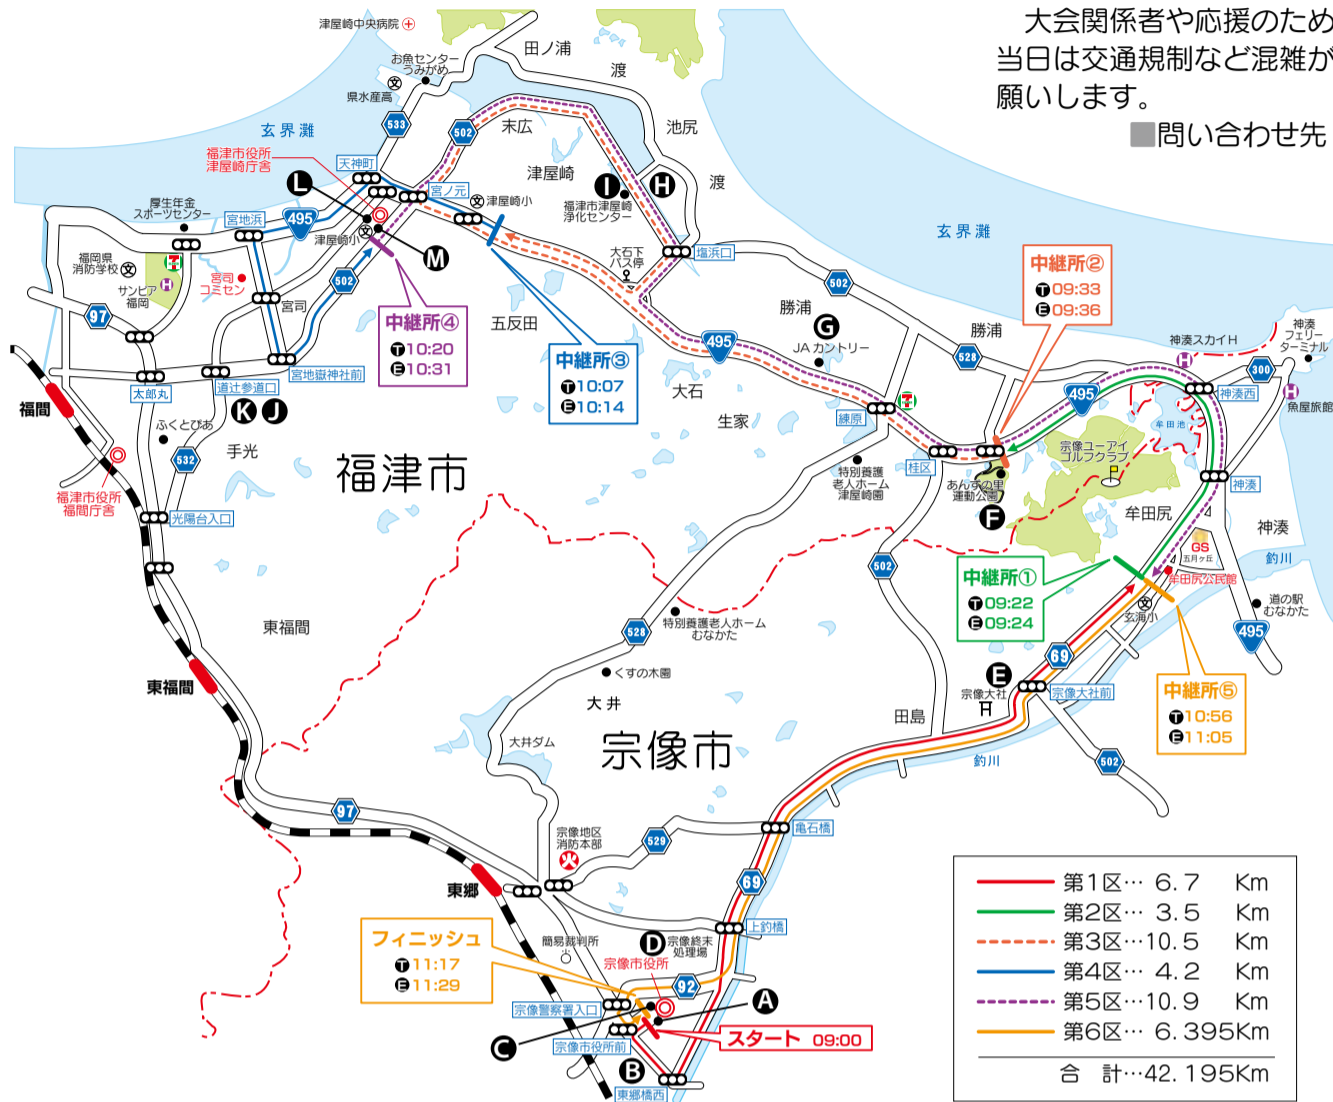 大会関係者や応援のため
当日は交通規制など混雑が
願いします。
■問い合わせ先
津屋崎中央病院
お魚センター
うみがめ
県水産高
田ノ浦
渡
池尻
渡
末広
津屋崎
玄界灘
福津市役所
津屋崎庁舎
天神町
宮ノ元
津屋崎小
533
502
L
I
H
福津市津屋崎
浄化センター
厚生年金
スポーツセンター
宮地浜
495
津屋崎小
M
大石下
バス停
塩浜口
玄界灘
福岡県
消防学校
サンピア
福岡
宮司
コミセン
宮司
502
97
中継所④
T10:20
E10:31
五反田
中継所③
T10:07
E10:14
勝浦
502
G
JAカントリー
495
大石
生家
勝浦
528
中継所②
T09:33
E09:36
神湊スカイH
神湊
フェリー
ターミナル
300
神湊西
魚屋旅館
495
牟田池
福間
太郎丸
道辻参道口
宮地嶽神社前
K
J
ふくとぴあ
手光
532
福津市役所
福間庁舎
光陽台入口
福津市
練原
特別養護
老人ホーム
津屋崎園
桂区
あんずの里
運動公園
F
宗像ユーアイ
ゴルフクラブ
神湊
牟田尻
神湊
GS
五月ヶ丘
釣川
牟田尻公民館
玄海小
道の駅
むなかた
495
中継所①
T09:22
E09:24
502
東福間
東福間
特別養護老人ホーム
むなかた
528
くすの木園
大井
大井ダム
宗像市
69
E
宗像大社
宗像大社前
田島
釣川
502
中継所⑤
T10:56
E11:05
97
宗像地区
消防本部
529
亀石橋
69
東郷
上釣橋
フィニッシュ
T11:17
E11:29
簡易裁判所
D
宗像終末
処理場
宗像市役所
92
宗像警察署入口
A
C
宗像市役所前
スタート 09:00
B
東郷橋西
第1区… 6.7 Km
第2区… 3.5 Km
第3区…10.5 Km
第4区… 4.2 Km
第5区…10.9 Km
第6区… 6.395Km
合 計…42.195Km